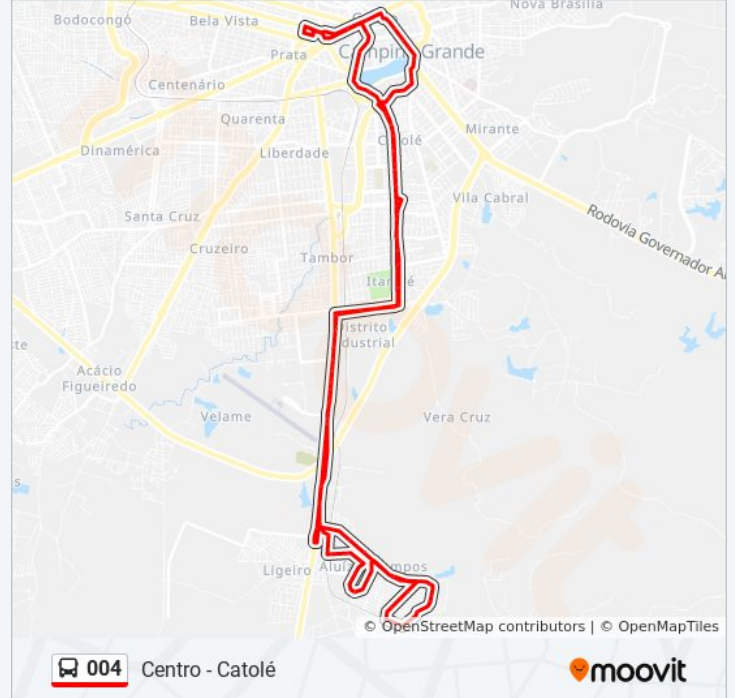 Nova Brasília
Bodocongó
Bela Vista
Campina Grande
Prata
Centenário
Quarenta
Catolé
Mirante
Dinamérica
Liberdade
Vila Cabral
Santa Cruz
Rodovia Governador A
Cruzeiro
Tambor
Itararé
Distrito
Industrial
ste
Acácio
Figueiredo
Velame
Vera Cruz
s
Ligeiro
Aluízio Campos
© OpenStreetMap contributors | © OpenMapTiles
004 Centro - Catolé
moovit